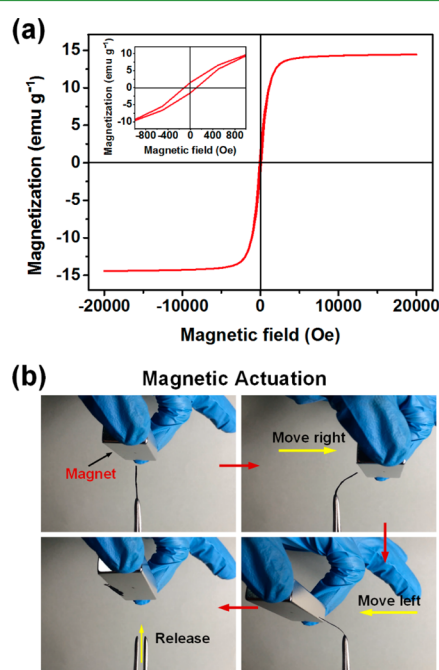 (a)
Magnetization (emu g⁻¹)
15
10
5
0
-5
-10
-15
-20000
-10000
0
10000
20000
Magnetic field (Oe)
Magnetization (emu g⁻¹)
10
5
0
-5
-10
-800
-400
0
400
800
Magnetic field (Oe)
(b)
Magnetic Actuation
Magnet
Move right
Release
Move left